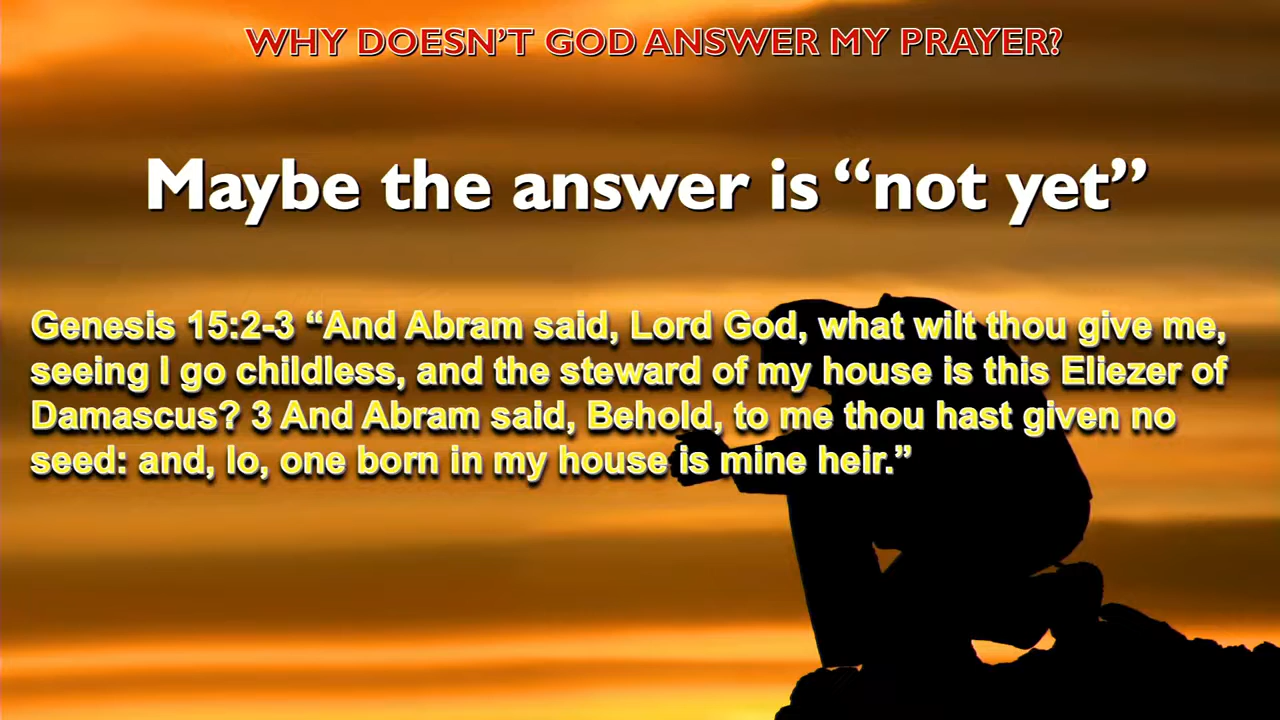 WHY DOESN'T GOD ANSWER MY PRAYER?
Maybe the answer is “not yet”
Genesis 15:2-3 “And Abram said, Lord God, what wilt thou give me,
seeing I go childless, and the steward of my house is this Eliezer of
Damascus? 3 And Abram said, Behold, to me thou hast given no
seed: and, lo, one born in my house is mine heir.”